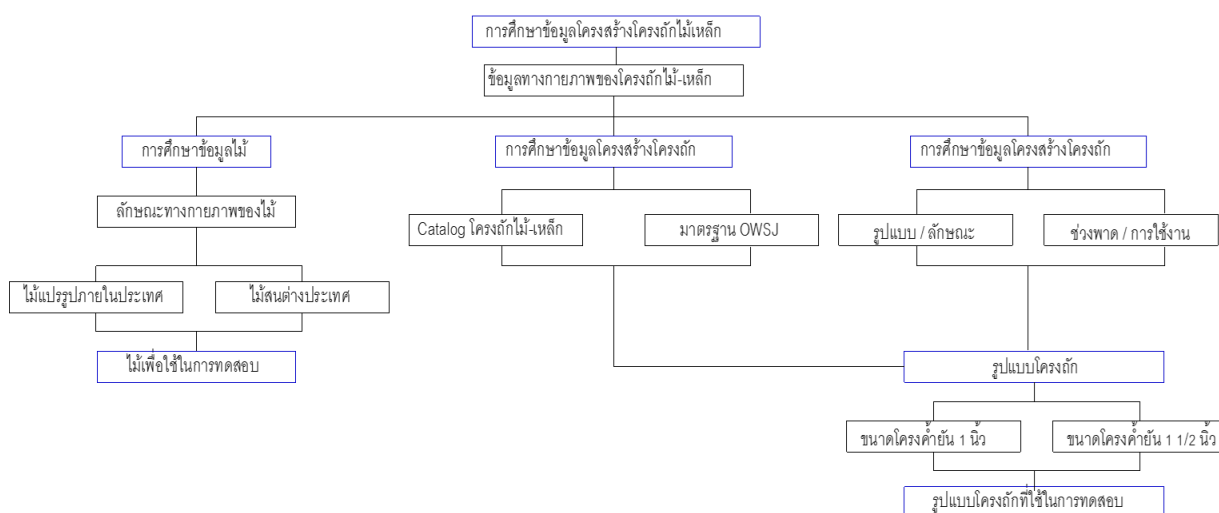 การศึกษาข้อมูลโครงสร้างโครงถักไม้เหล็ก
ข้อมูลทางกายภาพของโครงถักไม้-เหล็ก
การศึกษาข้อมูลไม้
การศึกษาข้อมูลโครงสร้างโครงถัก
การศึกษาข้อมูลโครงสร้างโครงถัก
ลักษณะทางกายภาพของไม้
Catalog โครงถักไม้-เหล็ก
มาตรฐาน OWSJ
รูปแบบ / ลักษณะ
ช่วงพาด / การใช้งาน
ไม้แปรรูปภายในประเทศ
ไม้สนต่างประเทศ
ไม้เพื่อใช้ในการทดสอบ
รูปแบบโครงถัก
ขนาดโครงค้ำยัน 1 นิ้ว
ขนาดโครงค้ำยัน 1 1/2 นิ้ว
รูปแบบโครงถักที่ใช้ในการทดสอบ